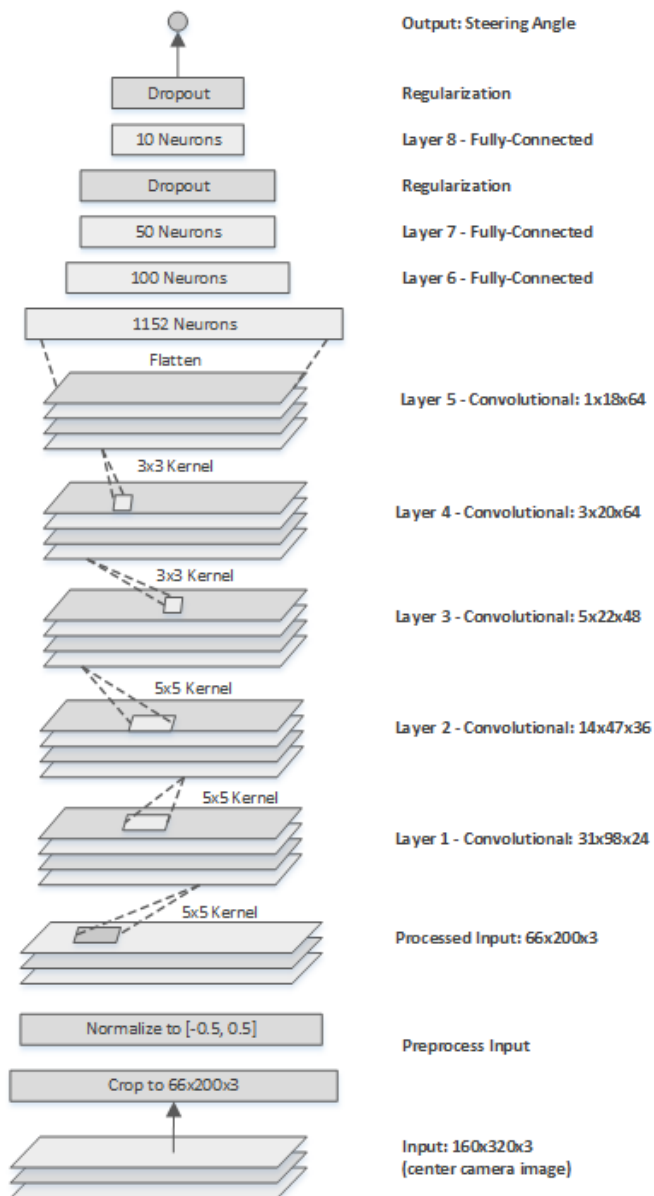 Output: Steering Angle
Dropout
Regularization
10 Neurons
Layer 8 - Fully-Connected
Dropout
Regularization
50 Neurons
Layer 7 - Fully-Connected
100 Neurons
Layer 6 - Fully-Connected
1152 Neurons
Flatten
Layer 5 - Convolutional: 1x18x64
3x3 Kernel
Layer 4 - Convolutional: 3x20x64
3x3 Kernel
Layer 3 - Convolutional: 5x22x48
5x5 Kernel
Layer 2 - Convolutional: 14x47x36
5x5 Kernel
Layer 1 - Convolutional: 31x98x24
5x5 Kernel
Processed Input: 66x200x3
Normalize to [-0.5, 0.5]
Preprocess Input
Crop to 66x200x3
Input: 160x320x3
(center camera image)